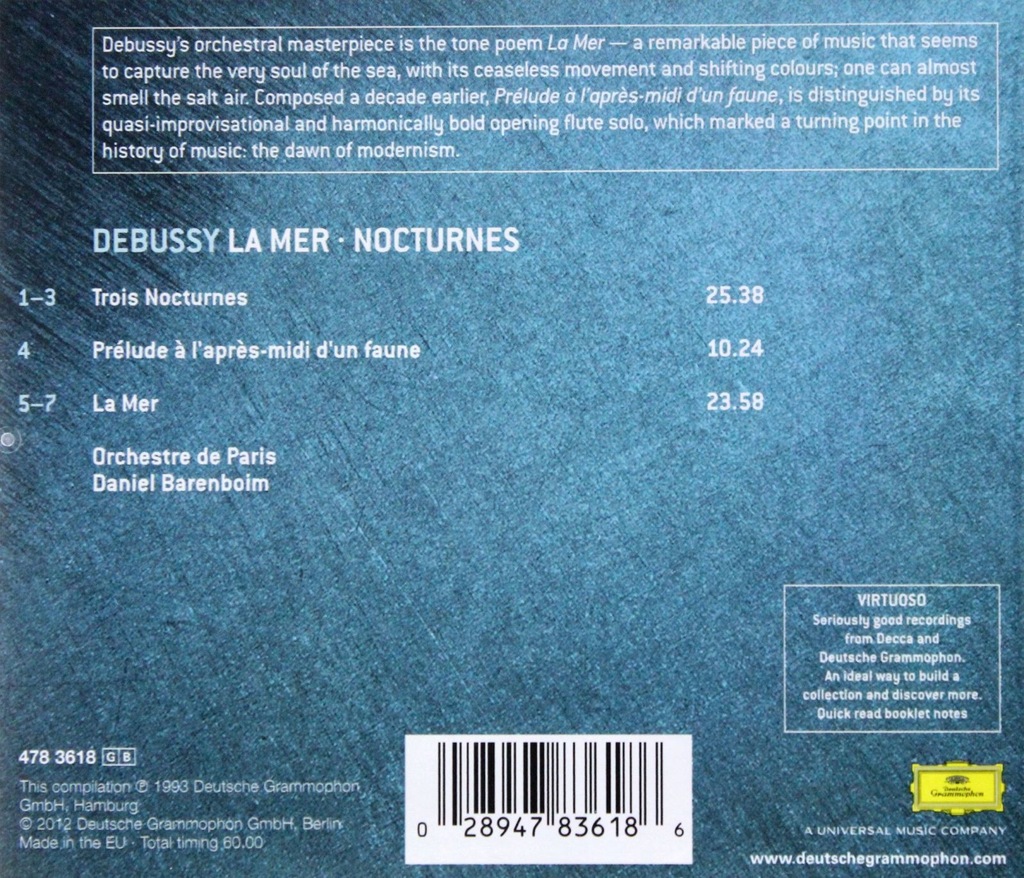 Debussy's orchestral masterpiece is the tone poem La Mer — a remarkable piece of music that seems
to capture the very soul of the sea, with its ceaseless movement and shifting colours; one can almost
smell the salt air. Composed a decade earlier, Prélude à l'après-midi d'un faune, is distinguished by its
quasi-improvisational and harmonically bold opening flute solo, which marked a turning point in the
history of music: the dawn of modernism.
DEBUSSY LA MER · NOCTURNES
1–3 Trois Nocturnes 25.38
4 Prélude à l'après-midi d'un faune 10.24
5–7 La Mer 23.58
Orchestre de Paris
Daniel Barenboim
VIRTUOSO
Seriously good recordings
from Decca and
Deutsche Grammophon.
An ideal way to build a
collection and discover more.
Quick read booklet notes
478 3618 G B
This compilation ℗ 1993 Deutsche Grammophon
GmbH, Hamburg
© 2012 Deutsche Grammophon GmbH, Berlin
Made in the EU · Total timing 60.00
0 28947 83618 6
Deutsche
Grammophon
A UNIVERSAL MUSIC COMPANY
www.deutschegrammophon.com